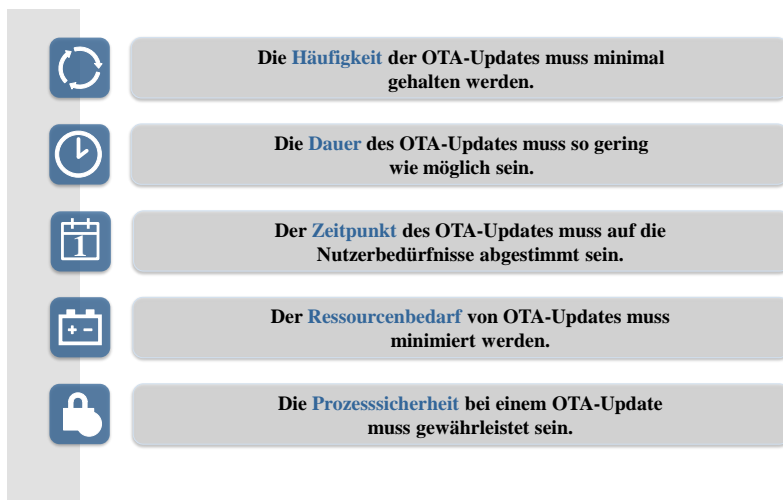 Die Häufigkeit der OTA-Updates muss minimal
gehalten werden.
Die Dauer des OTA-Updates muss so gering
wie möglich sein.
1
Der Zeitpunkt des OTA-Updates muss auf die
Nutzerbedürfnisse abgestimmt sein.
Der Ressourcenbedarf von OTA-Updates muss
minimiert werden.
Die Prozesssicherheit bei einem OTA-Update
muss gewährleistet sein.